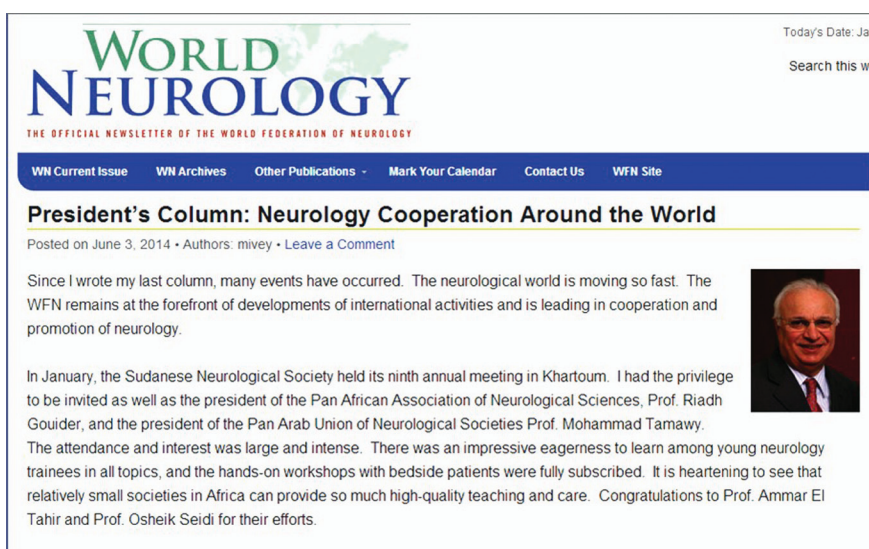 Today's Date: Ja
Search this w
WORLD
NEUROLOGY
THE OFFICIAL NEWSLETTER OF THE WORLD FEDERATION OF NEUROLOGY
WN Current Issue WN Archives Other Publications Mark Your Calendar Contact Us WFN Site
President's Column: Neurology Cooperation Around the World
Posted on June 3, 2014 • Authors: mivey • Leave a Comment
Since I wrote my last column, many events have occurred. The neurological world is moving so fast. The
WFN remains at the forefront of developments of international activities and is leading in cooperation and
promotion of neurology.
In January, the Sudanese Neurological Society held its ninth annual meeting in Khartoum. I had the privilege
to be invited as well as the president of the Pan African Association of Neurological Sciences, Prof. Riadh
Gouider, and the president of the Pan Arab Union of Neurological Societies Prof. Mohammad Tamawy.
The attendance and interest was large and intense. There was an impressive eagerness to learn among young neurology
trainees in all topics, and the hands-on workshops with bedside patients were fully subscribed. It is heartening to see that
relatively small societies in Africa can provide so much high-quality teaching and care. Congratulations to Prof. Ammar El
Tahir and Prof. Osheik Seidi for their efforts.